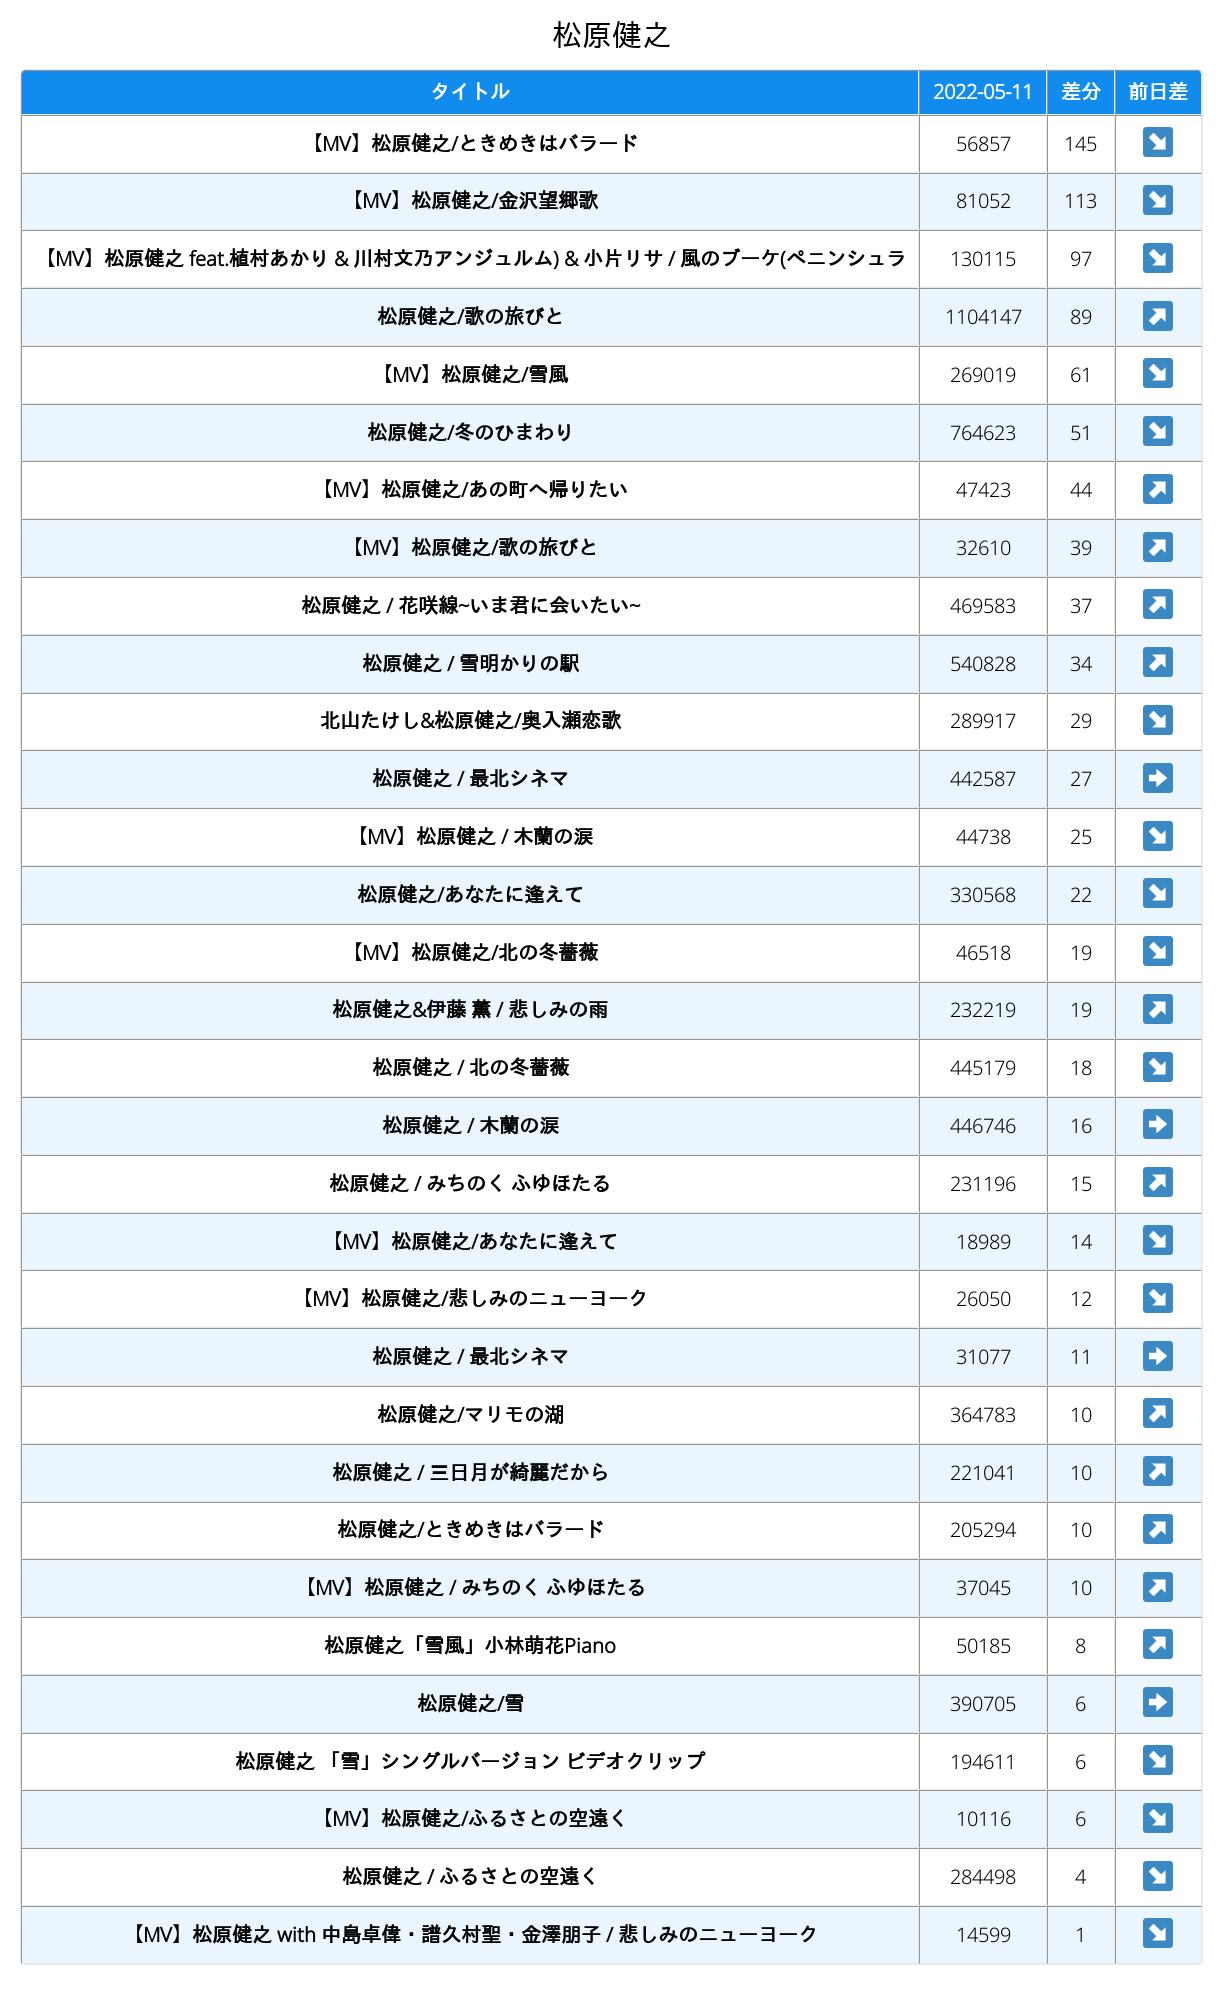 松原健之
タイトル 2022-05-11 差分 前日差
【MV】松原健之/ときめきはバラード 56857 145
【MV】松原健之/金沢望郷歌 81052 113
【MV】松原健之 feat.植村あかり & 川村文乃アンジュルム) & 小片リサ / 風のブーケ(ペニンシュラ 130115 97
松原健之/歌の旅びと 1104147 89
【MV】松原健之/雪風 269019 61
松原健之/冬のひまわり 764623 51
【MV】松原健之/あの町へ帰りたい 47423 44
【MV】松原健之/歌の旅びと 32610 39
松原健之 / 花咲線~いま君に会いたい~ 469583 37
松原健之 / 雪明かりの駅 540828 34
北山たけし&松原健之/奥入瀬恋歌 289917 29
松原健之 / 最北シネマ 442587 27
【MV】松原健之 / 木蘭の涙 44738 25
松原健之/あなたに逢えて 330568 22
【MV】松原健之/北の冬薔薇 46518 19
松原健之&伊藤 薫 / 悲しみの雨 232219 19
松原健之 / 北の冬薔薇 445179 18
松原健之 / 木蘭の涙 446746 16
松原健之 / みちのく ふゆほたる 231196 15
【MV】松原健之/あなたに逢えて 18989 14
【MV】松原健之/悲しみのニューヨーク 26050 12
松原健之 / 最北シネマ 31077 11
松原健之/マリモの湖 364783 10
松原健之 / 三日月が綺麗だから 221041 10
松原健之/ときめきはバラード 205294 10
【MV】松原健之 / みちのく ふゆほたる 37045 10
松原健之「雪風」小林萌花Piano 50185 8
松原健之/雪 390705 6
松原健之 「雪」シングルバージョン ビデオクリップ 194611 6
【MV】松原健之/ふるさとの空遠く 10116 6
松原健之 / ふるさとの空遠く 284498 4
【MV】松原健之 with 中島卓偉・譜久村聖・金澤朋子 / 悲しみのニューヨーク 14599 1